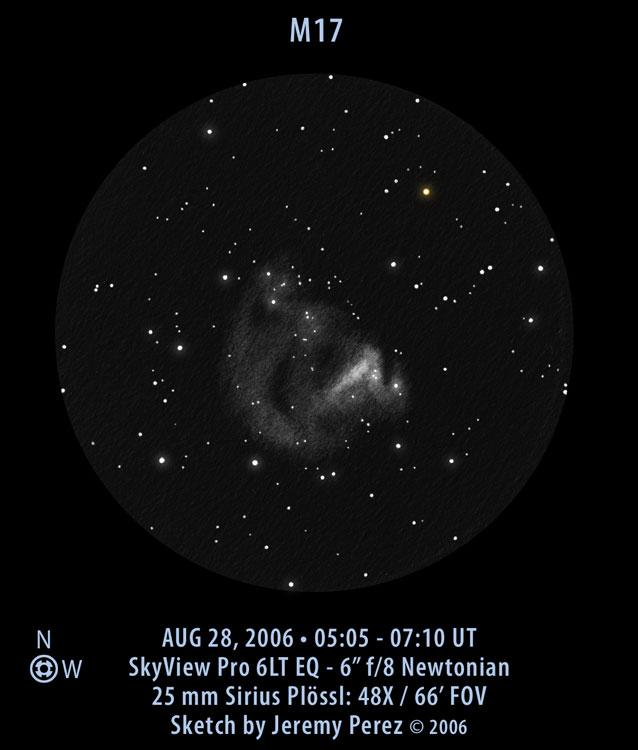 M17
N
W
AUG 28, 2006 • 05:05 - 07:10 UT
SkyView Pro 6LT EQ - 6” f/8 Newtonian
25 mm Sirius Plössl: 48X / 66’ FOV
Sketch by Jeremy Perez © 2006